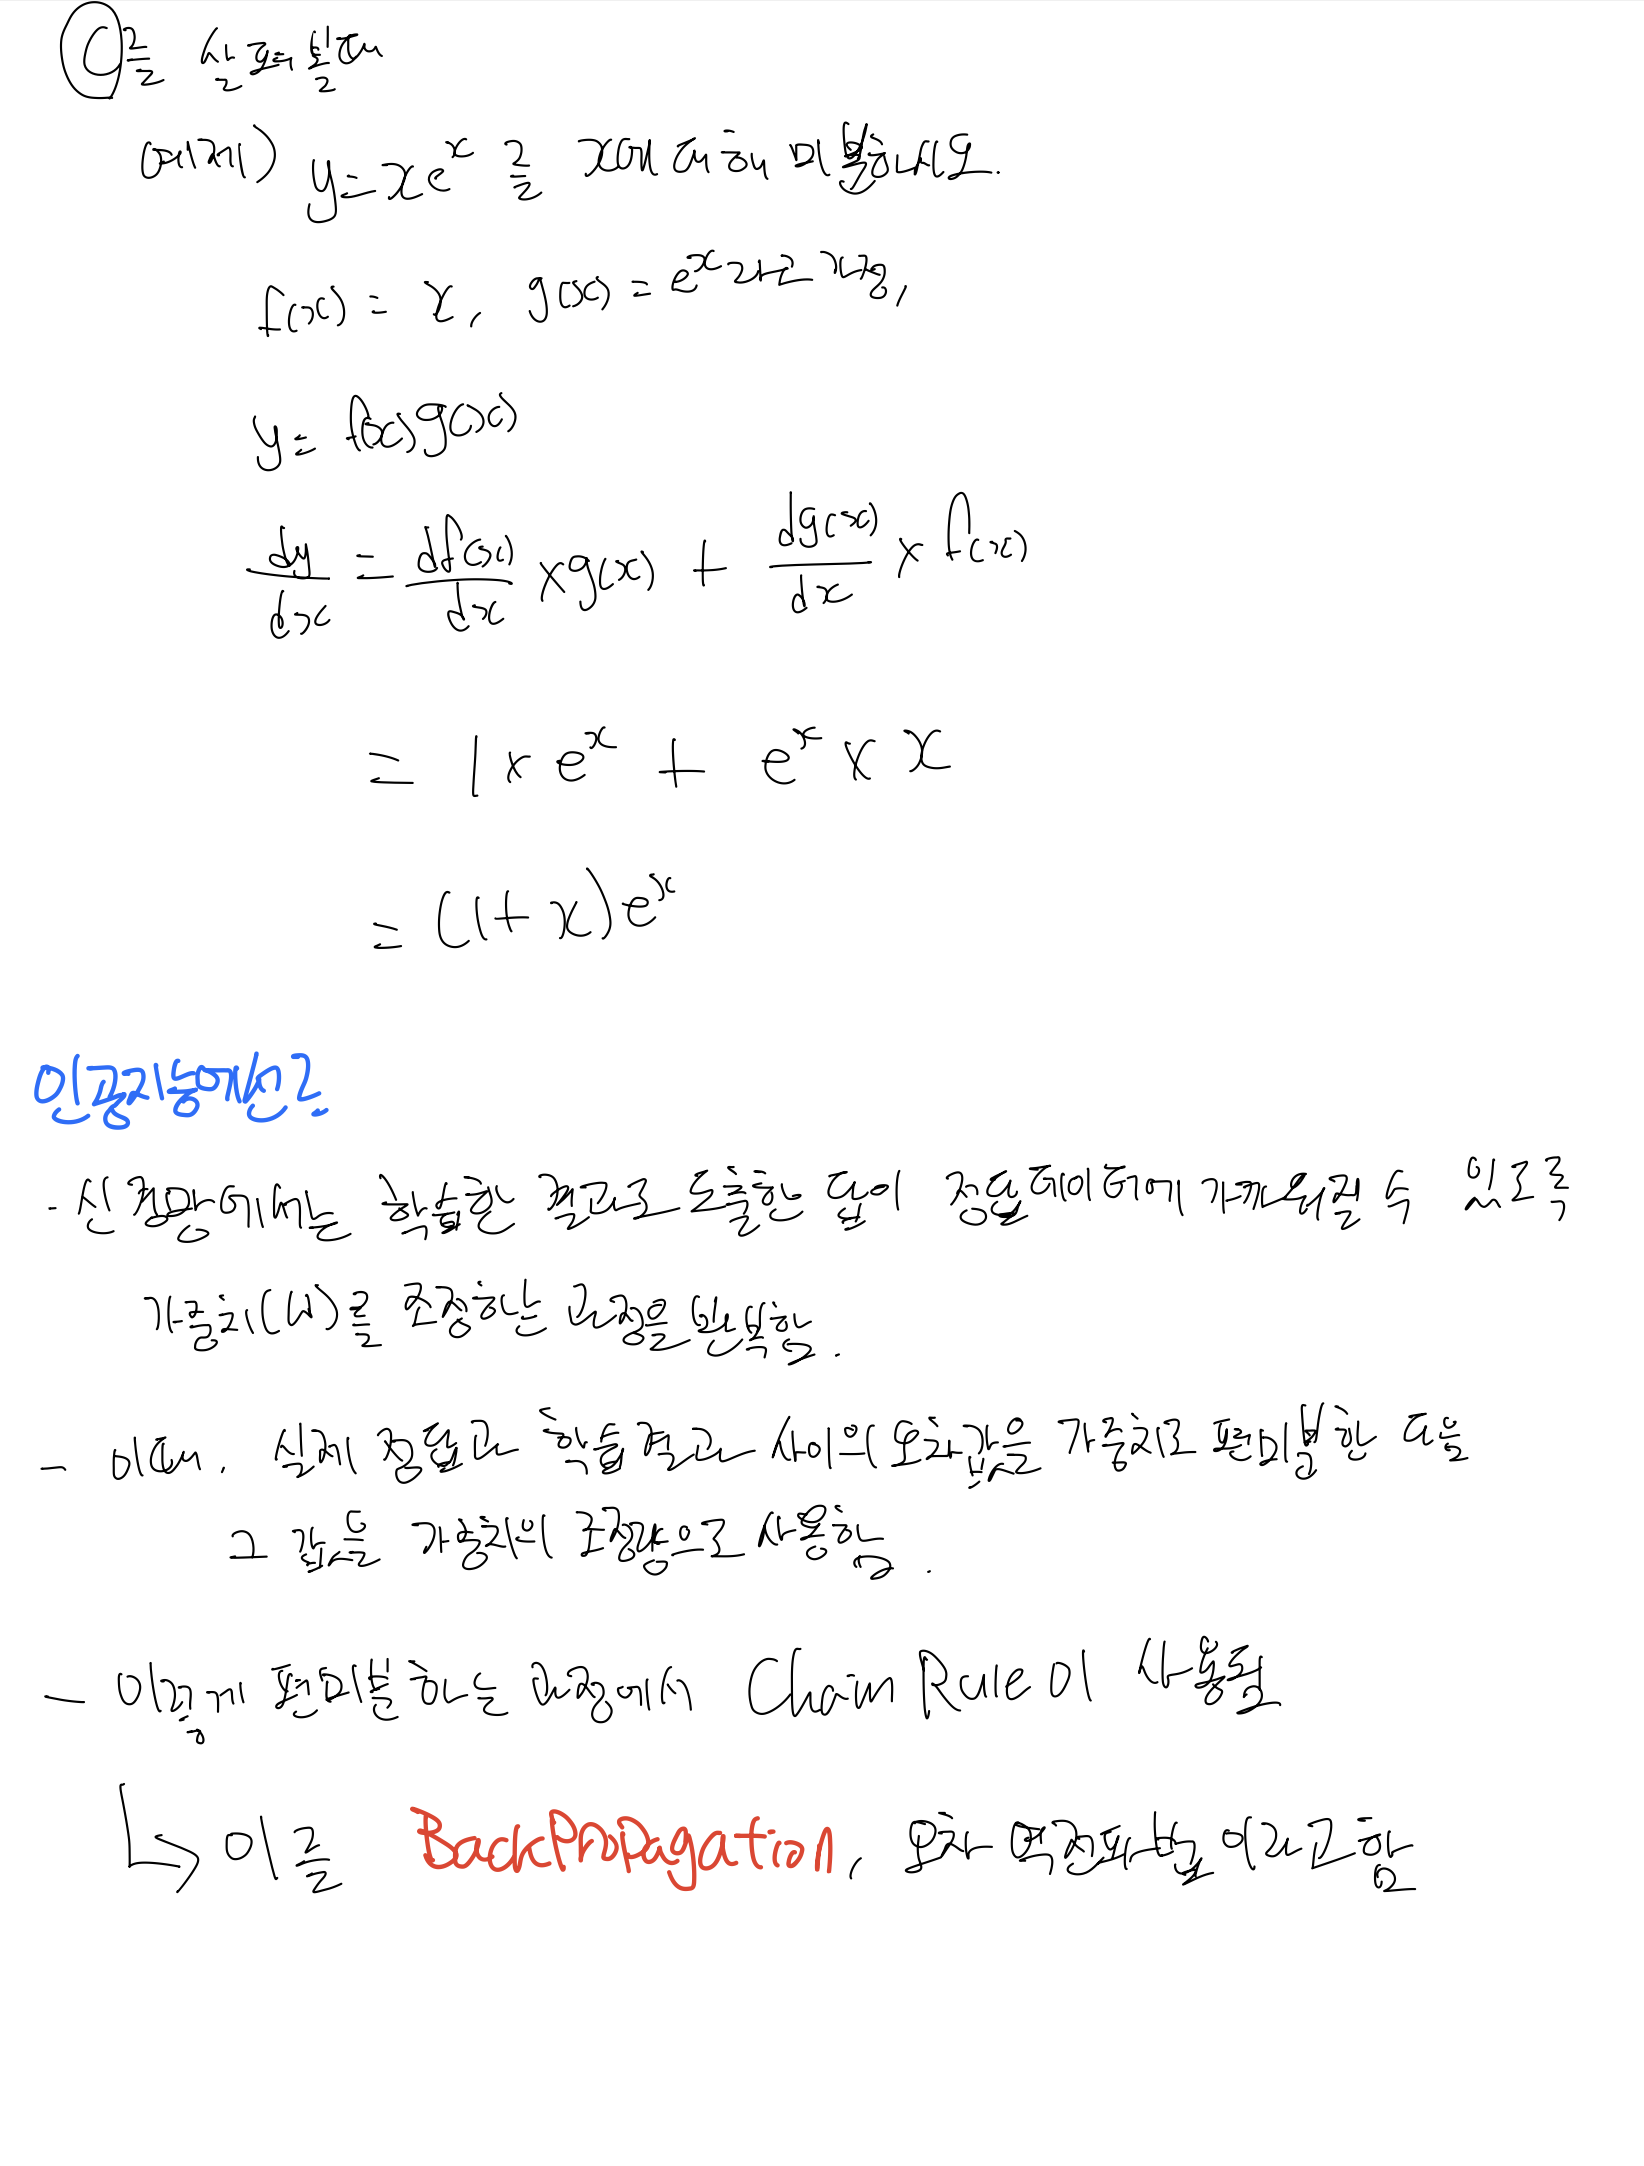 C를 살펴볼때
예제) y=xe^x 를 x에 대해 미분하시오.
f(x) = x, g(x) = e^x 라고 가정,
y = f(x)g(x)
dy/dx = df(x)/dx × g(x) + dg(x)/dx × f(x)
= 1 × e^x + e^x × x
= (1+x)e^x
인공지능에선?
- 신경망에서는 학습한 결과로 도출한 답이 정답데이터에 가까워질 수 있도록
가중치(W)를 조정하는 과정을 반복함.
- 이때, 실제 정답과 학습결과 사이의 오차값을 가중치로 편미분한 다음
그 값을 가중치의 조정량으로 사용함.
- 이렇게 편미분하는 과정에서 Chain Rule이 사용됨
↳ 이를 BackPropagation, 오차 역전파법 이라고 함